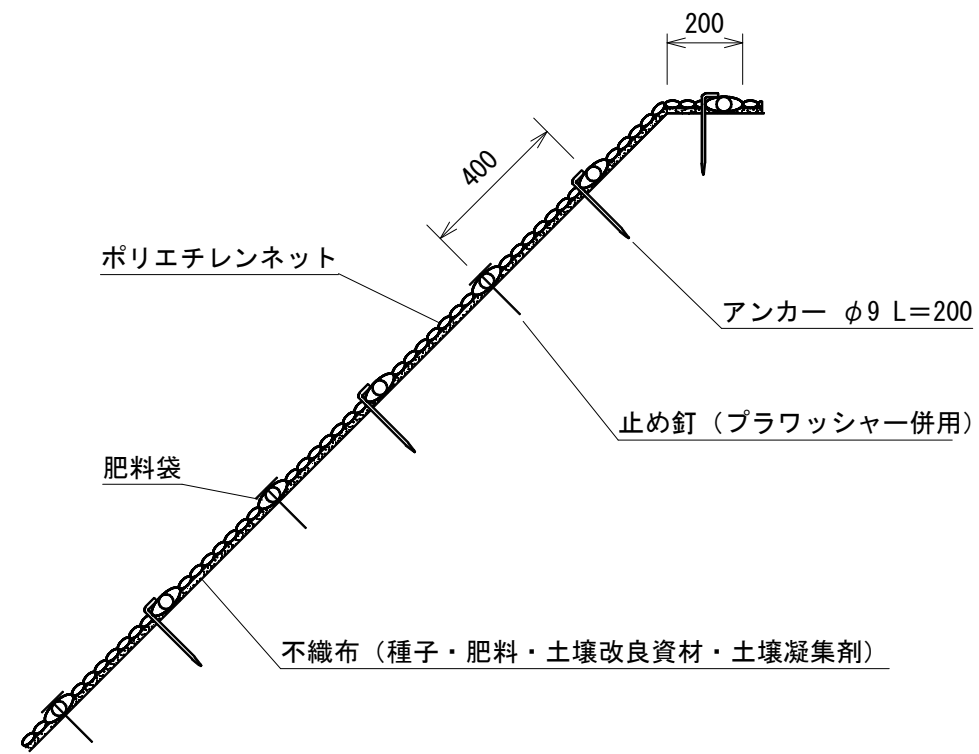 200
400
ポリエチレンネット
アンカー φ9 L=200
止め釘（プラワッシャー併用）
肥料袋
不織布（種子・肥料・土壌改良資材・土壌凝集剤）